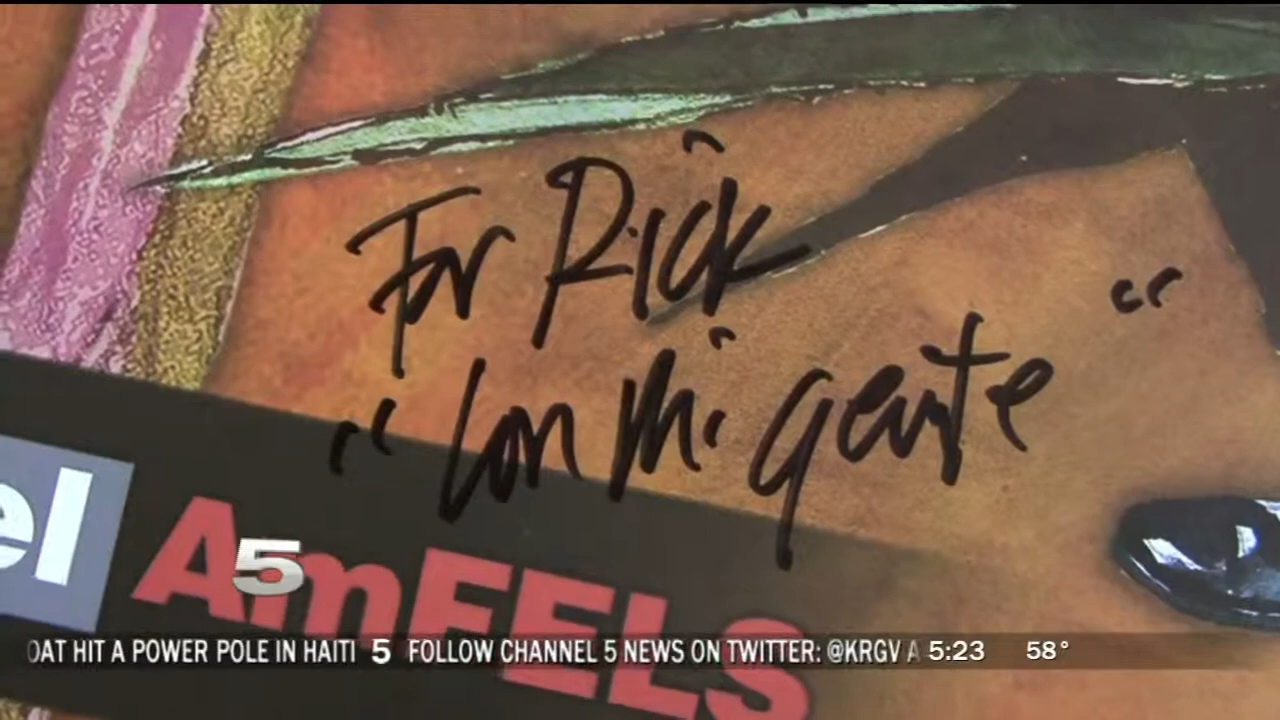 For Rick
"Con mi gente"
el AmFELS
5
OAT HIT A POWER POLE IN HAITI 5 FOLLOW CHANNEL 5 NEWS ON TWITTER: @KRGV A 5:23 58°